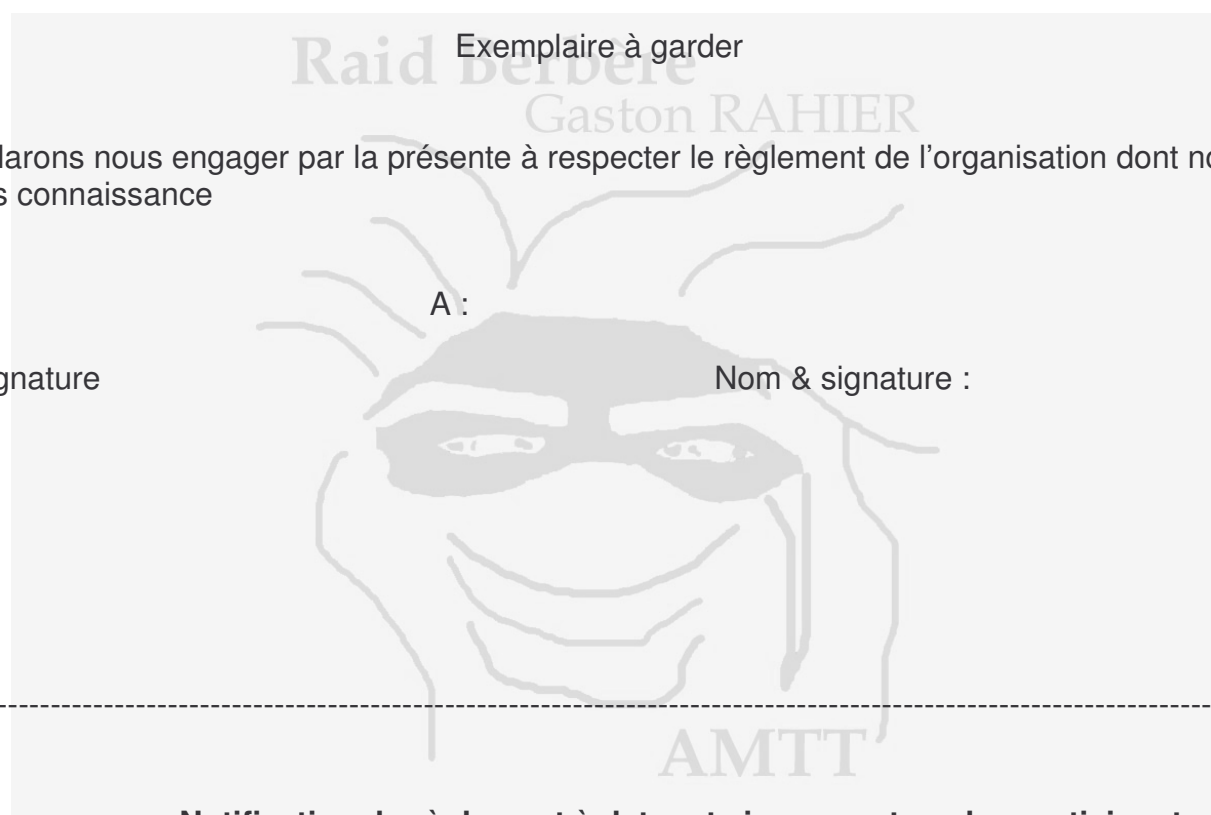 Exemplaire à garder
Raid Berbère
Gaston RAHIER
larons nous engager par la présente à respecter le règlement de l'organisation dont no
s connaissance
A :
gnature
Nom & signature :
AMTT